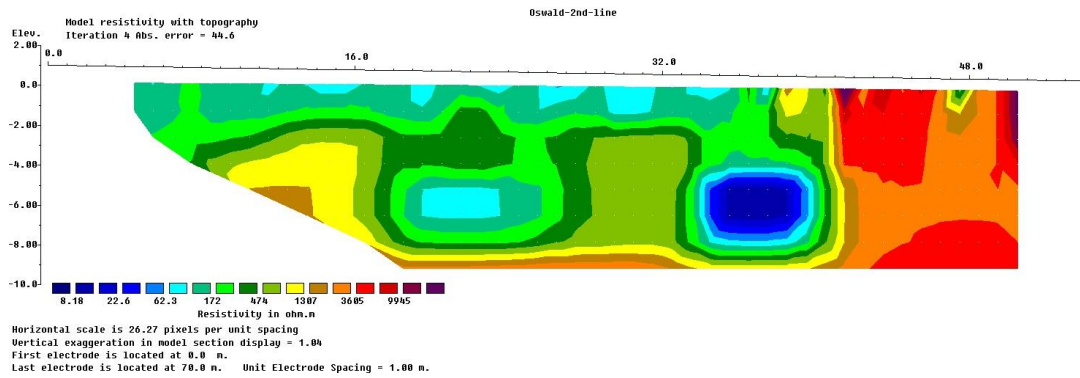 Oswald-2nd-line
Model resistivity with topography
Iteration 4 Abs. error = 44.6
Elev.
2.00
0.0
16.0
32.0
48.0
0.0
-2.00
-4.00
-6.00
-8.00
-10.0
8.18 22.6 62.3 172 474 1307 3605 9945
Resistivity in ohm.m
Horizontal scale is 26.27 pixels per unit spacing
Vertical exaggeration in model section display = 1.04
First electrode is located at 0.0 m.
Last electrode is located at 70.0 m. Unit Electrode Spacing = 1.00 m.